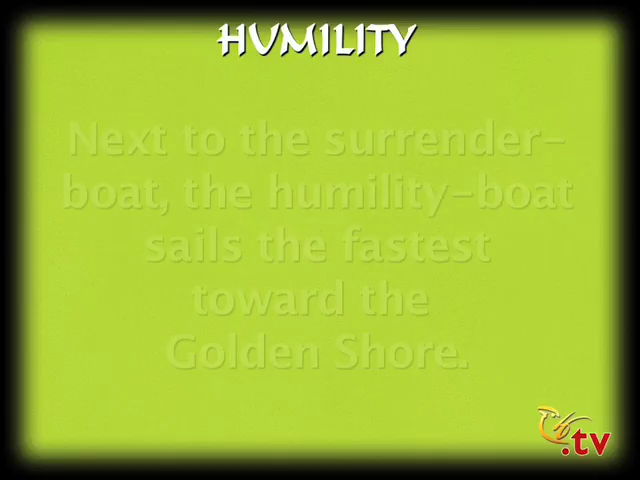 HUMILITY
Next to the surrender-
boat, the humility-boat
sails the fastest
toward the
Golden Shore.
.tv